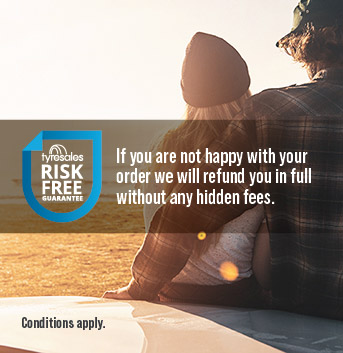 tyresales
RISK
FREE
GUARANTEE
If you are not happy with your
order we will refund you in full
without any hidden fees.
Conditions apply.